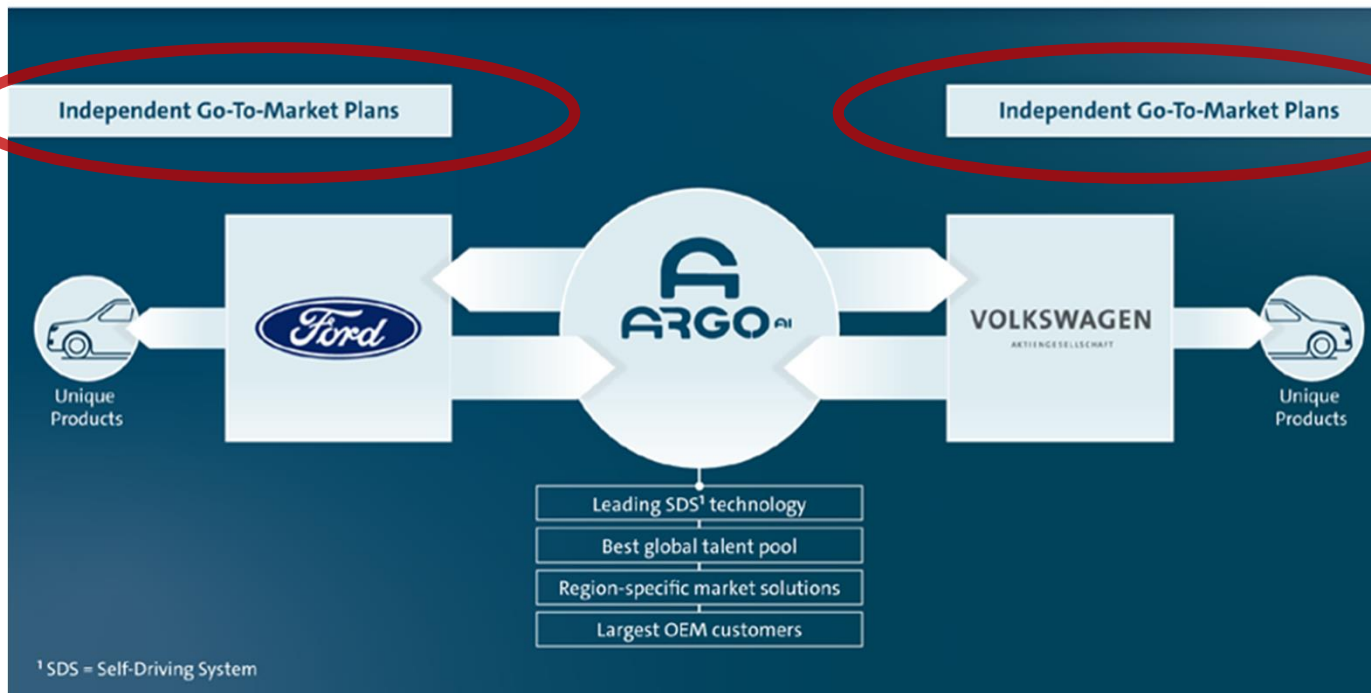 Independent Go-To-Market Plans
Independent Go-To-Market Plans
Ford
ARGO AI
VOLKSWAGEN
AKTIENGESELLSCHAFT
Unique
Products
Unique
Products
Leading SDS¹ technology
Best global talent pool
Region-specific market solutions
Largest OEM customers
¹ SDS = Self-Driving System